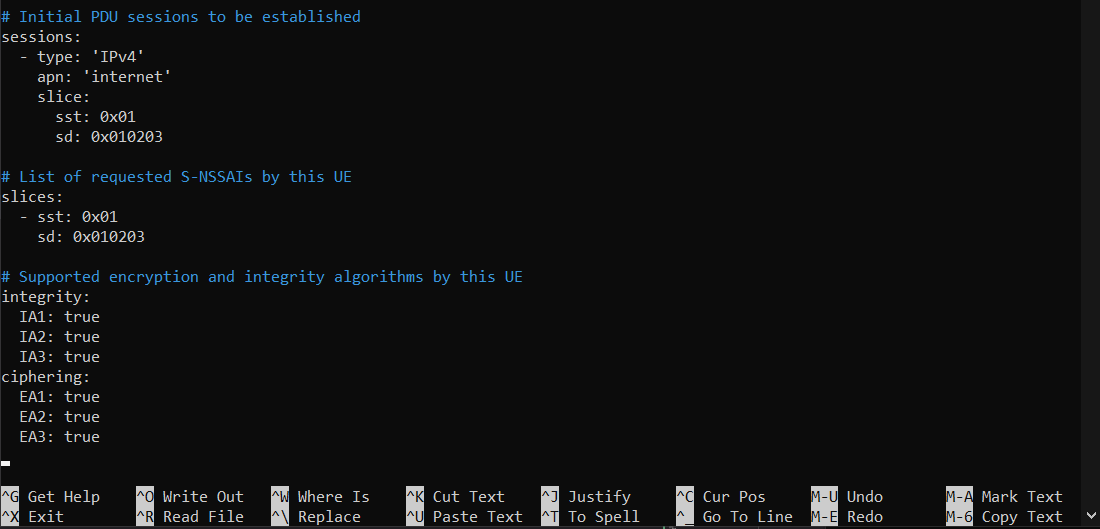 # Initial PDU sessions to be established
sessions:
  - type: 'IPv4'
    apn: 'internet'
    slice:
      sst: 0x01
      sd: 0x010203

# List of requested S-NSSAIs by this UE
slices:
  - sst: 0x01
    sd: 0x010203

# Supported encryption and integrity algorithms by this UE
integrity:
  IA1: true
  IA2: true
  IA3: true
ciphering:
  EA1: true
  EA2: true
  EA3: true

^G Get Help    ^O Write Out   ^W Where Is    ^K Cut Text    ^J Justify     ^C Cur Pos     M-U Undo       M-A Mark Text
^X Exit        ^R Read File   ^\ Replace     ^U Paste Text  ^T To Spell    ^_ Go To Line  M-E Redo       M-6 Copy Text